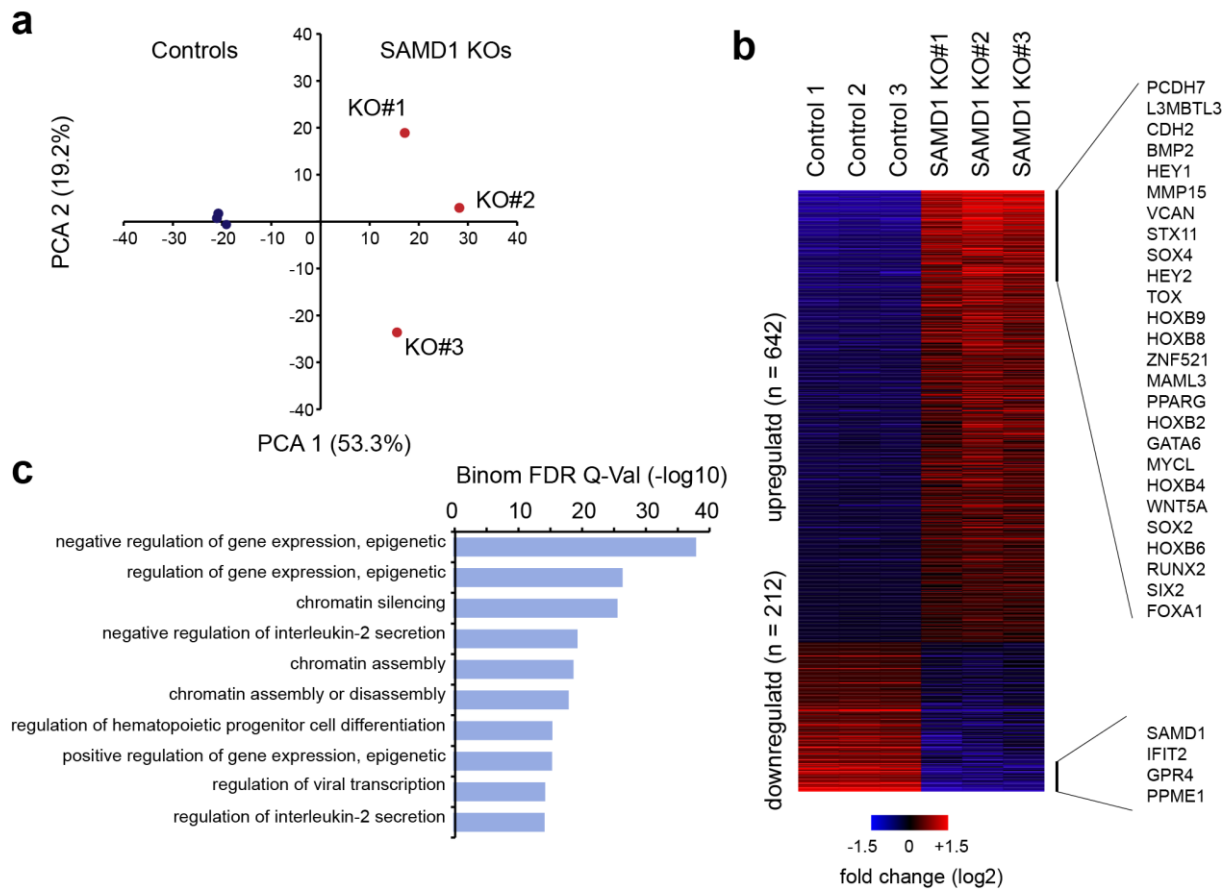 a
Controls
SAMD1 KOs
PCA 2 (19.2%)
40
30
20
10
-10
-20
-30
-40
-40
-30
-20
-10
0
10
20
30
40
KO#1
KO#2
KO#3
PCA 1 (53.3%)
b
Control 1
Control 2
Control 3
SAMD1 KO#1
SAMD1 KO#2
SAMD1 KO#3
upregulatd (n = 642)
downregulatd (n = 212)
PCDH7
L3MBTL3
CDH2
BMP2
HEY1
MMP15
VCAN
STX11
SOX4
HEY2
TOX
HOXB9
HOXB8
ZNF521
MAML3
PPARG
HOXB2
GATA6
MYCL
HOXB4
WNT5A
SOX2
HOXB6
RUNX2
SIX2
FOXA1
SAMD1
IFIT2
GPR4
PPME1
-1.5 0 +1.5
fold change (log2)
c
Binom FDR Q-Val (-log10)
0 10 20 30 40
negative regulation of gene expression, epigenetic
regulation of gene expression, epigenetic
chromatin silencing
negative regulation of interleukin-2 secretion
chromatin assembly
chromatin assembly or disassembly
regulation of hematopoietic progenitor cell differentiation
positive regulation of gene expression, epigenetic
regulation of viral transcription
regulation of interleukin-2 secretion